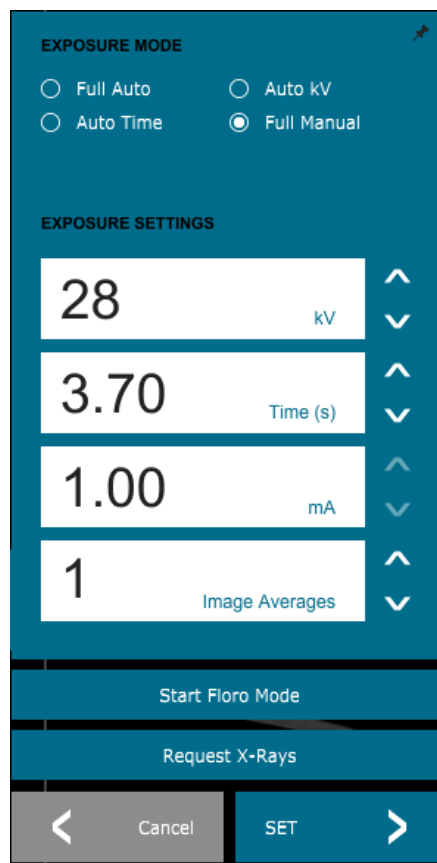 EXPOSURE MODE
Full Auto
Auto kV
Auto Time
Full Manual
EXPOSURE SETTINGS
28
kV
3.70
Time (s)
1.00
mA
1
Image Averages
Start Floro Mode
Request X-Rays
Cancel
SET